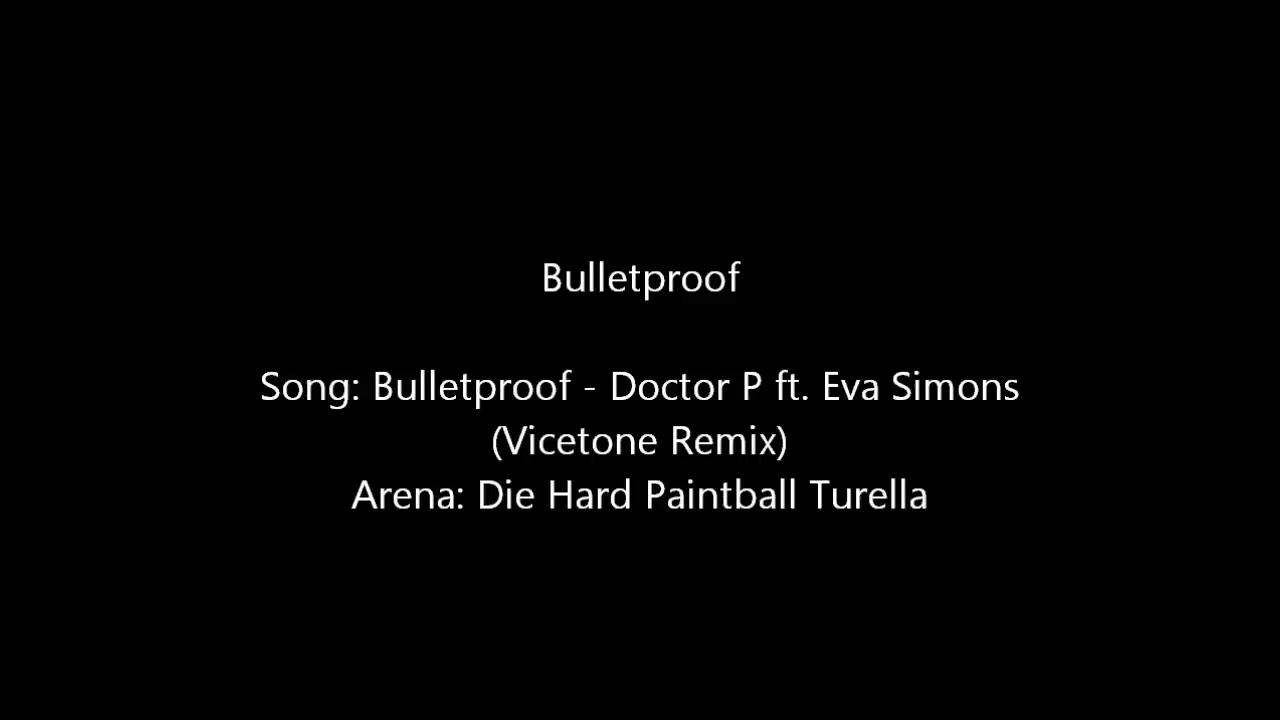 Bulletproof
Song: Bulletproof - Doctor P ft. Eva Simons
(Vicetone Remix)
Arena: Die Hard Paintball Turella